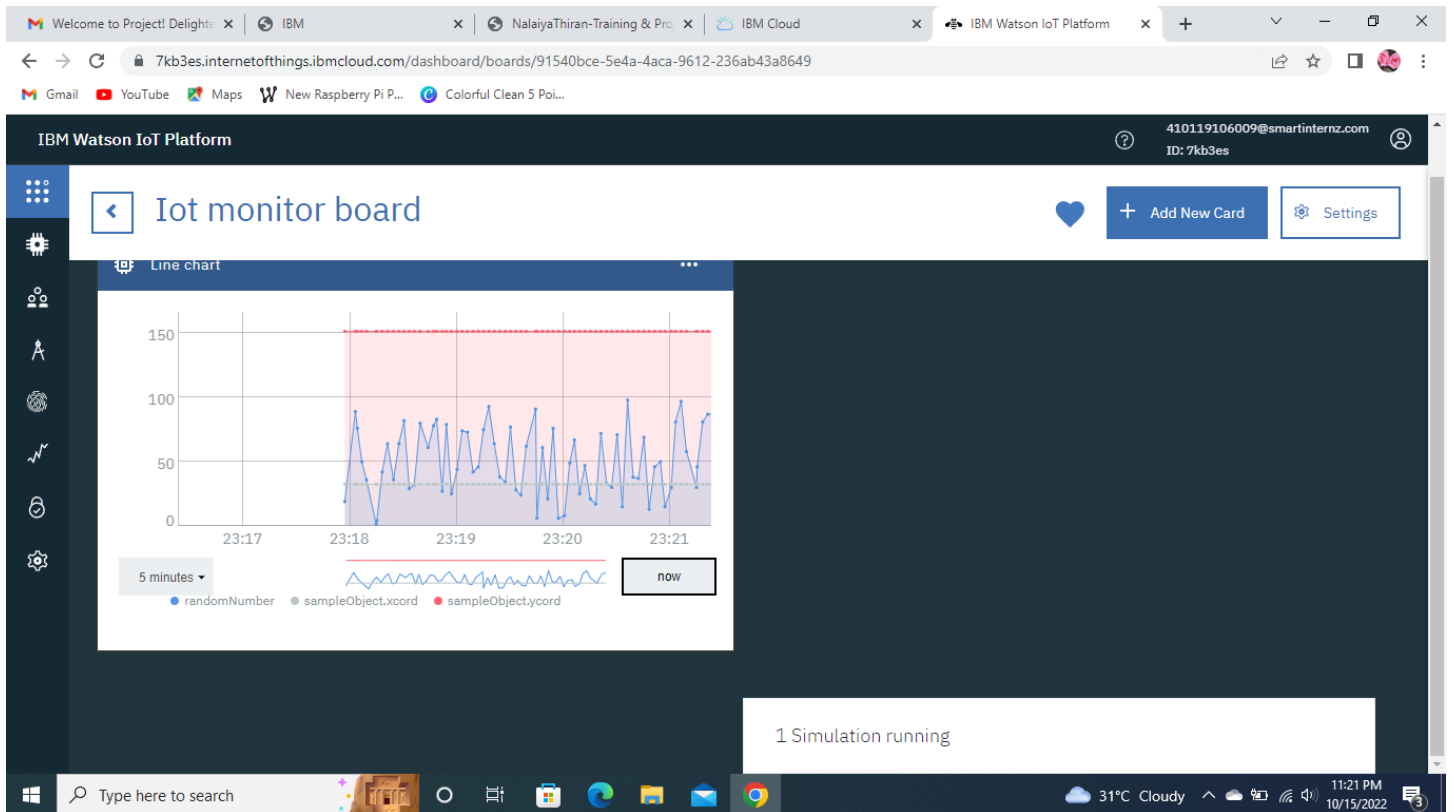 Welcome to Project! Delighte
IBM
NalaiyaThiran-Training & Pro
IBM Cloud
IBM Watson IoT Platform
7kb3es.internetofthings.ibmcloud.com/dashboard/boards/91540bce-5e4a-4aca-9612-236ab43a8649
Gmail YouTube Maps New Raspberry Pi P... Colorful Clean 5 Poi...
IBM Watson IoT Platform
410119106009@smartinternz.com
ID: 7kb3es
Iot monitor board
+ Add New Card
Settings
Line chart
150
100
50
0
23:17 23:18 23:19 23:20 23:21
5 minutes
now
randomNumber sampleObject.xcord sampleObject.ycord
1 Simulation running
Type here to search
31°C Cloudy
11:21 PM
10/15/2022
3